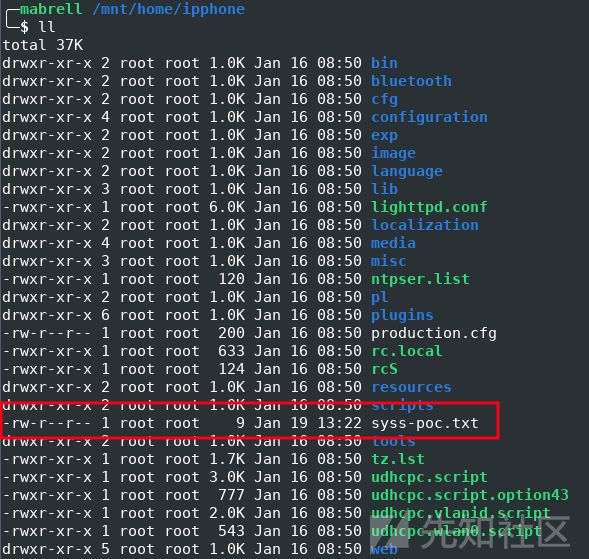 mabrell /mnt/home/ipphone
$ ll
total 37K
drwxr-xr-x 2 root root 1.0K Jan 16 08:50 bin
drwxr-xr-x 2 root root 1.0K Jan 16 08:50 bluetooth
drwxr-xr-x 2 root root 1.0K Jan 16 08:50 cfg
drwxr-xr-x 4 root root 1.0K Jan 16 08:50 configuration
drwxr-xr-x 2 root root 1.0K Jan 16 08:50 exp
drwxr-xr-x 2 root root 1.0K Jan 16 08:50 image
drwxr-xr-x 2 root root 1.0K Jan 16 08:50 language
drwxr-xr-x 3 root root 1.0K Jan 16 08:50 lib
-rwxr-xr-x 1 root root 6.0K Jan 16 08:50 lighttpd.conf
drwxr-xr-x 2 root root 1.0K Jan 16 08:50 localization
drwxr-xr-x 4 root root 1.0K Jan 16 08:50 media
drwxr-xr-x 3 root root 1.0K Jan 16 08:50 misc
-rwxr-xr-x 1 root root 120 Jan 16 08:50 ntpser.list
drwxr-xr-x 2 root root 1.0K Jan 16 08:50 pl
drwxr-xr-x 6 root root 1.0K Jan 16 08:50 plugins
-rw-r--r-- 1 root root 200 Jan 16 08:50 production.cfg
-rwxr-xr-x 1 root root 633 Jan 16 08:50 rc.local
-rwxr-xr-x 1 root root 124 Jan 16 08:50 rcS
drwxr-xr-x 2 root root 1.0K Jan 16 08:50 resources
drwxr-xr-x 2 root root 1.0K Jan 16 08:50 scripts
-rw-r--r-- 1 root root 9 Jan 19 13:22 syss-poc.txt
drwxr-xr-x 2 root root 1.0K Jan 16 08:50 tools
-rwxr-xr-x 1 root root 1.7K Jan 16 08:50 tz.lst
-rwxr-xr-x 1 root root 3.0K Jan 16 08:50 udhcpc.script
-rwxr-xr-x 1 root root 777 Jan 16 08:50 udhcpc.script.option43
-rwxr-xr-x 1 root root 2.0K Jan 16 08:50 udhcpc.vlanid.script
-rwxr-xr-x 1 root root 543 Jan 16 08:50 udhcpc.wlan0.script
drwxr-xr-x 5 root root 1.0K Jan 16 08:50 web
先知社区